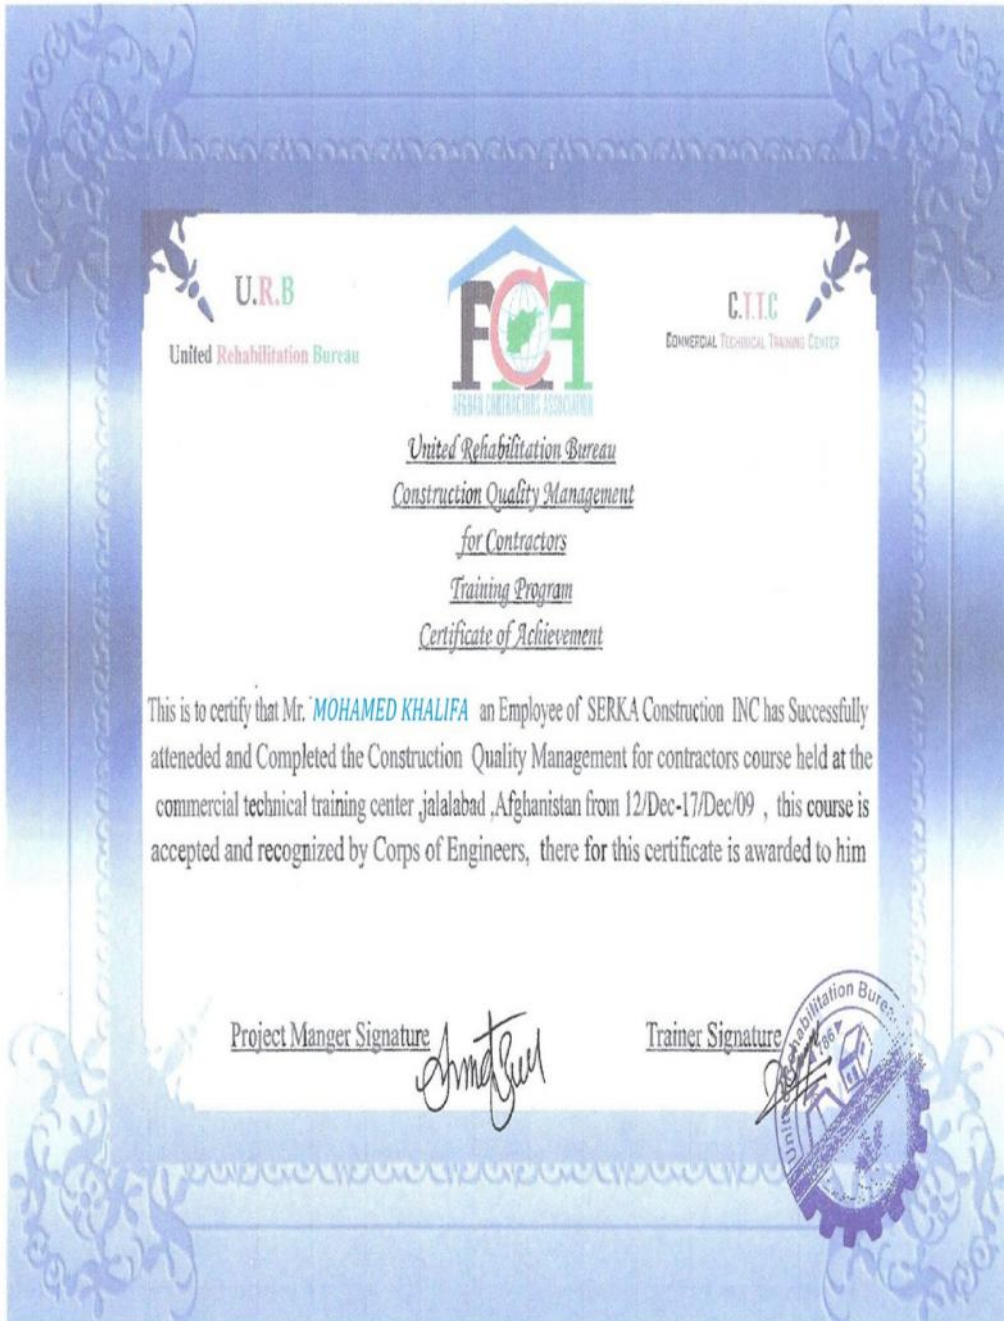 U.R.B
United Rehabilitation Bureau
ACA
AFGHAN CONTRACTORS ASSOCIATION
C.T.T.C
COMMERCIAL TECHNICAL TRAINING CENTER
United Rehabilitation Bureau
Construction Quality Management
for Contractors
Training Program
Certificate of Achievement
This is to certify that Mr. MOHAMED KHALIFA an Employee of SERKA Construction INC has Successfully
atteneded and Completed the Construction Quality Management for contractors course held at the
commercial technical training center ,jalalabad ,Afghanistan from 12/Dec-17/Dec/09 , this course is
accepted and recognized by Corps of Engineers, there for this certificate is awarded to him
Project Manger Signature
Trainer Signature
United Rehabilitation Bureau
786